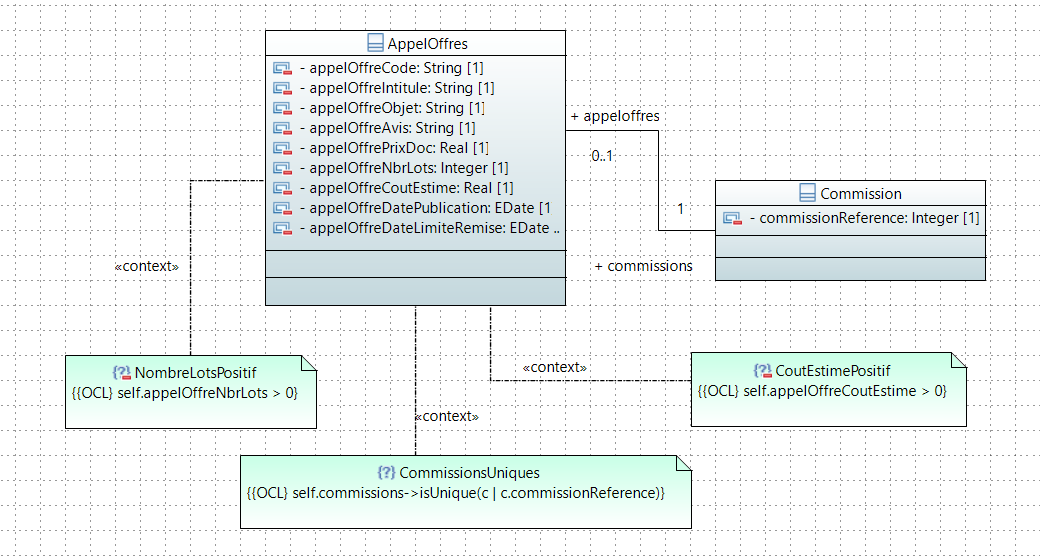 AppelOffres
- appelOffreCode: String [1]
- appelOffreIntitule: String [1]
- appelOffreObjet: String [1]
- appelOffreAvis: String [1]
- appelOffrePrixDoc: Real [1]
- appelOffreNbrLots: Integer [1]
- appelOffreCoutEstime: Real [1]
- appelOffreDatePublication: EDate [1
- appelOffreDateLimiteRemise: EDate ..
+ appeloffres
0..1
1
+ commissions
Commission
- commissionReference: Integer [1]
«context»
«context»
«context»
NombreLotsPositif
{{OCL} self.appelOffreNbrLots > 0}
CoutEstimePositif
{{OCL} self.appelOffreCoutEstime > 0}
CommissionsUniques
{{OCL} self.commissions->isUnique(c | c.commissionReference)}